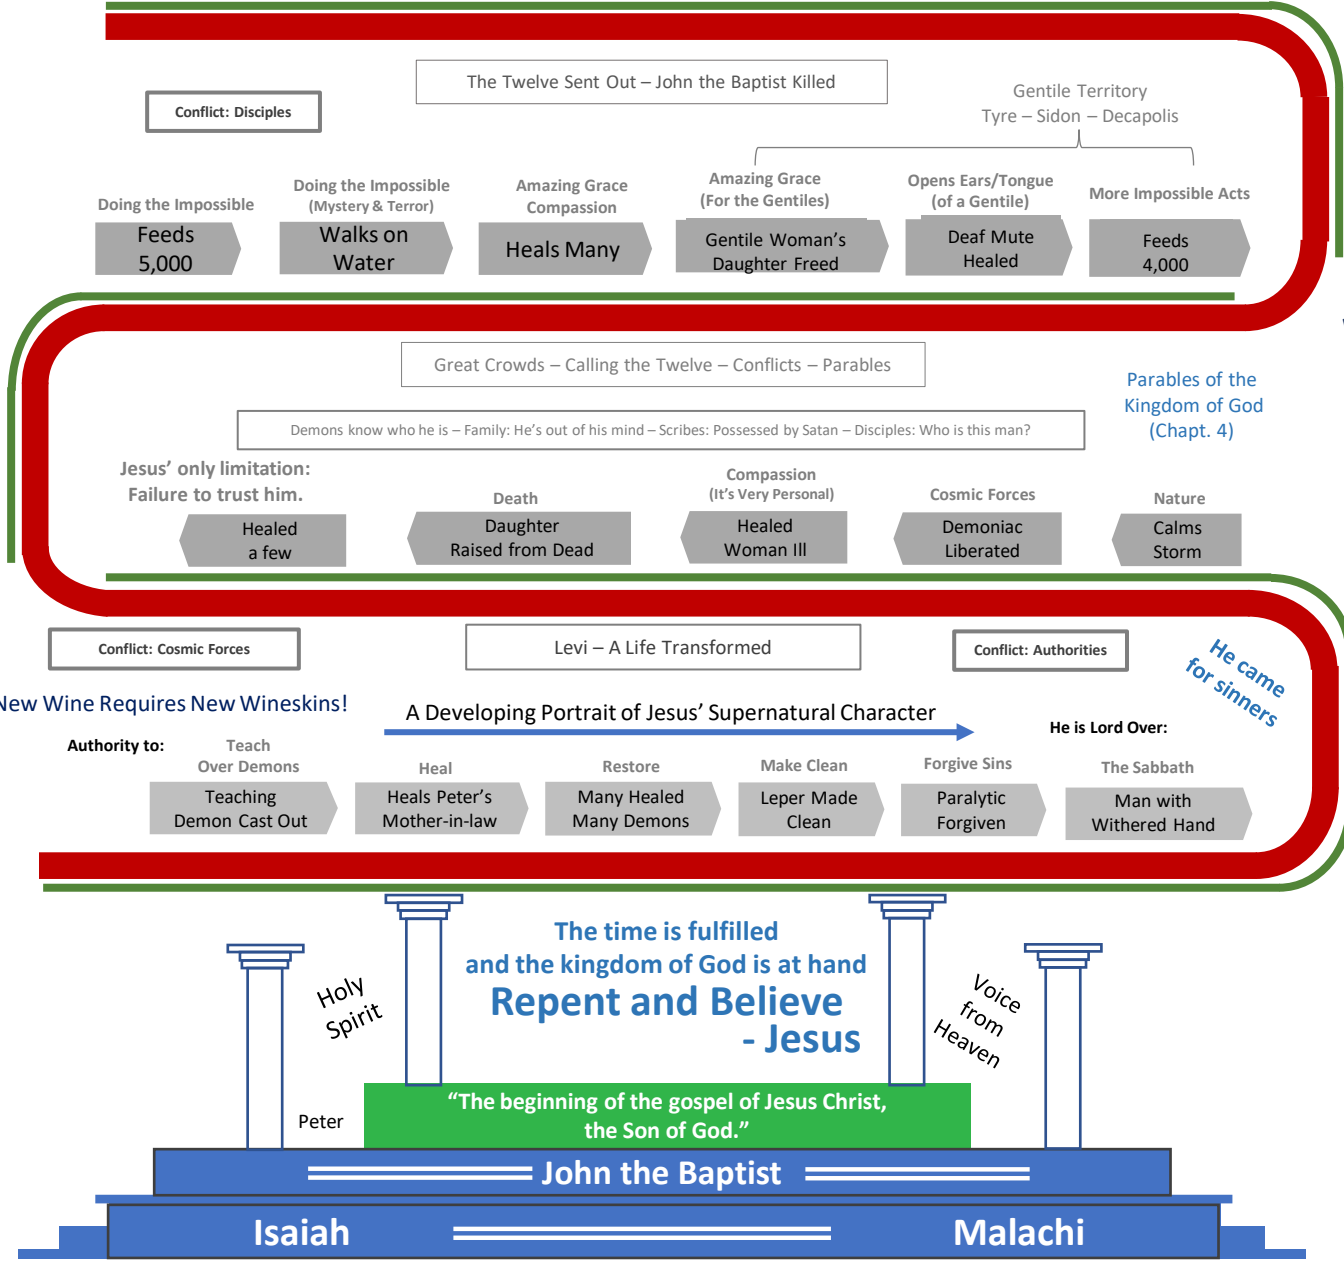 The Twelve Sent Out – John the Baptist Killed
Conflict: Disciples
Gentile Territory
Tyre – Sidon – Decapolis
Doing the Impossible
Feeds
5,000
Doing the Impossible
(Mystery & Terror)
Walks on
Water
Amazing Grace
Compassion
Heals Many
Amazing Grace
(For the Gentiles)
Gentile Woman’s
Daughter Freed
Opens Ears/Tongue
(of a Gentile)
Deaf Mute
Healed
More Impossible Acts
Feeds
4,000
Great Crowds – Calling the Twelve – Conflicts – Parables
Parables of the
Kingdom of God
(Chapt. 4)
Demons know who he is – Family: He’s out of his mind – Scribes: Possessed by Satan – Disciples: Who is this man?
Jesus’ only limitation:
Failure to trust him.
Healed
a few
Death
Daughter
Raised from Dead
Compassion
(It’s Very Personal)
Healed
Woman Ill
Cosmic Forces
Demoniac
Liberated
Nature
Calms
Storm
Conflict: Cosmic Forces
Levi – A Life Transformed
Conflict: Authorities
He came
for sinners
New Wine Requires New Wineskins!
A Developing Portrait of Jesus’ Supernatural Character
He is Lord Over:
Authority to:
Teach
Over Demons
Teaching
Demon Cast Out
Heal
Heals Peter’s
Mother-in-law
Restore
Many Healed
Many Demons
Make Clean
Leper Made
Clean
Forgive Sins
Paralytic
Forgiven
The Sabbath
Man with
Withered Hand
The time is fulfilled
and the kingdom of God is at hand
Repent and Believe
- Jesus
Holy
Spirit
Voice
from
Heaven
Peter
“The beginning of the gospel of Jesus Christ,
the Son of God.”
John the Baptist
Isaiah
Malachi